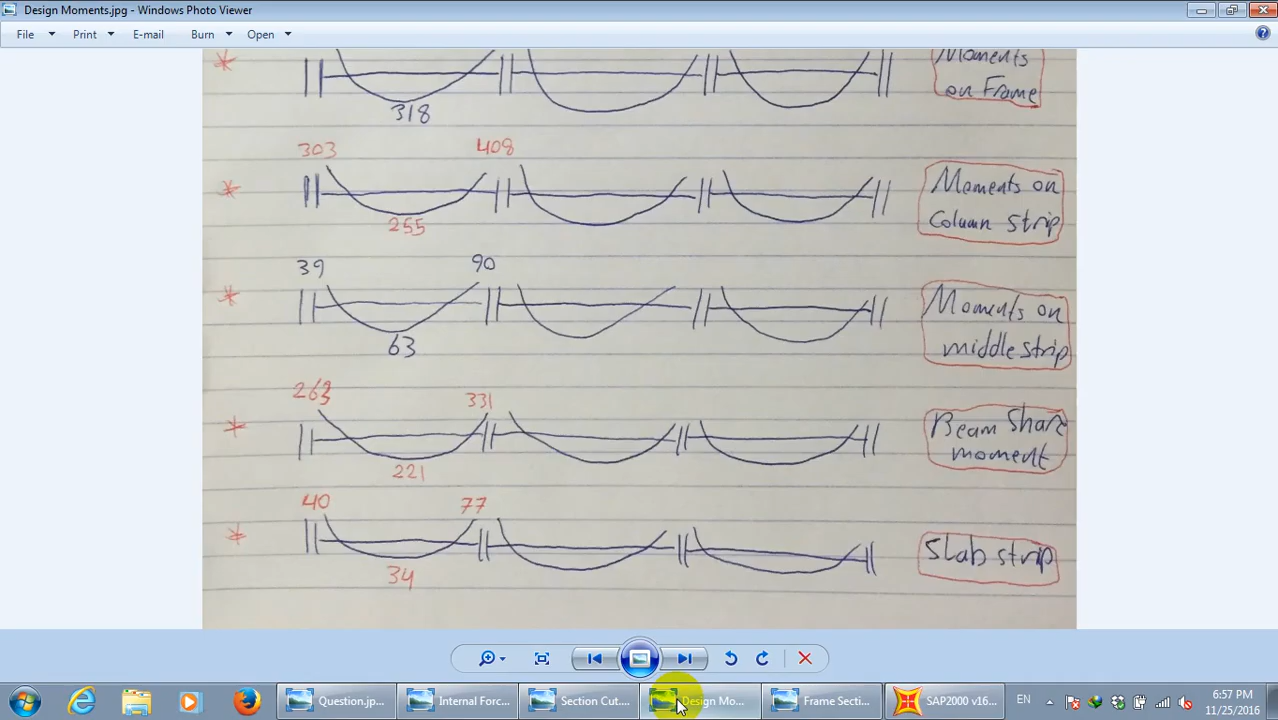 Design Moments.jpg - Windows Photo Viewer
File Print E-mail Burn Open
Moments
on Frame
318
303 408
Moments on
Column strip
255
39 90
Moments on
middle strip
63
263 331
Beam Share
moment
221
40 77
Slab strip
34
Question.jp... Internal Forc... Section Cut.... Design Mo... Frame Secti... SAP2000 v16... EN 6:57 PM
11/25/2016